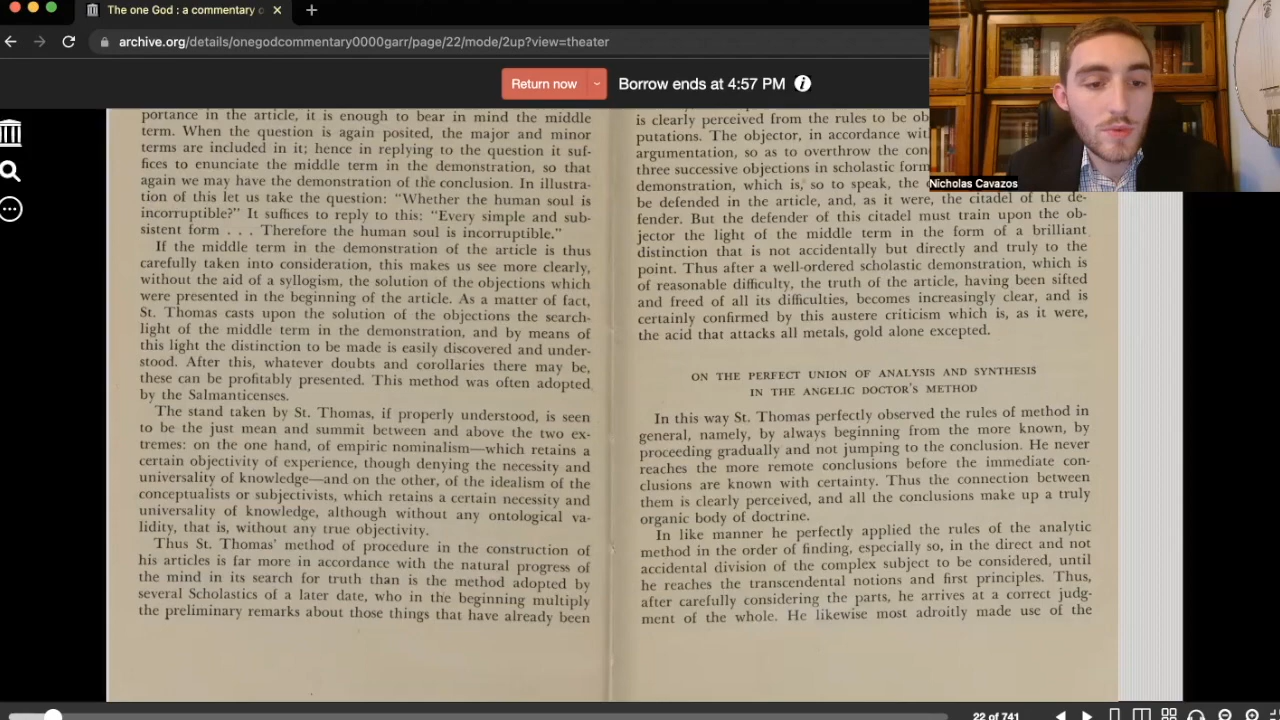 The one God : a commentary o
archive.org/details/onegodcommentary0000garr/page/22/mode/2up?view=theater
Return now
Borrow ends at 4:57 PM
Nicholas Cavazos
portance in the article, it is enough to bear in mind the middle
term. When the question is again posited, the major and minor
terms are included in it; hence in replying to the question it suf-
fices to enunciate the middle term in the demonstration, so that
again we may have the demonstration of the conclusion. In illustra-
tion of this let us take the question: “Whether the human soul is
incorruptible?” It suffices to reply to this: “Every simple and sub-
sistent form . . . Therefore the human soul is incorruptible.”
If the middle term in the demonstration of the article is thus
carefully taken into consideration, this makes us see more clearly,
without the aid of a syllogism, the solution of the objections which
were presented in the beginning of the article. As a matter of fact,
St. Thomas casts upon the solution of the objections the search-
light of the middle term in the demonstration, and by means of
this light the distinction to be made is easily discovered and under-
stood. After this, whatever doubts and corollaries there may be,
these can be profitably presented. This method was often adopted
by the Salmanticenses.
The stand taken by St. Thomas, if properly understood, is seen
to be the just mean and summit between and above the two ex-
tremes: on the one hand, of empiric nominalism—which retains a
certain objectivity of experience, though denying the necessity and
universality of knowledge—and on the other, of the idealism of the
conceptualists or subjectivists, which retains a certain necessity and
universality of knowledge, although without any ontological va-
lidity, that is, without any true objectivity.
Thus St. Thomas’ method of procedure in the construction of
his articles is far more in accordance with the natural progress of
the mind in its search for truth than is the method adopted by
several Scholastics of a later date, who in the beginning multiply
the preliminary remarks about those things that have already been
is clearly perceived from the rules to be ob
putations. The objector, in accordance wit
argumentation, so as to overthrow the con
three successive objections in scholastic form
demonstration, which is, so to speak, the
be defended in the article, and, as it were, the citadel of the de-
fender. But the defender of this citadel must train upon the ob-
jector the light of the middle term in the form of a brilliant
distinction that is not accidentally but directly and truly to the
point. Thus after a well-ordered scholastic demonstration, which is
of reasonable difficulty, the truth of the article, having been sifted
and freed of all its difficulties, becomes increasingly clear, and is
certainly confirmed by this austere criticism which is, as it were,
the acid that attacks all metals, gold alone excepted.
ON THE PERFECT UNION OF ANALYSIS AND SYNTHESIS
IN THE ANGELIC DOCTOR’S METHOD
In this way St. Thomas perfectly observed the rules of method in
general, namely, by always beginning from the more known, by
proceeding gradually and not jumping to the conclusion. He never
reaches the more remote conclusions before the immediate con-
clusions are known with certainty. Thus the connection between
them is clearly perceived, and all the conclusions make up a truly
organic body of doctrine.
In like manner he perfectly applied the rules of the analytic
method in the order of finding, especially so, in the direct and not
accidental division of the complex subject to be considered, until
he reaches the transcendental notions and first principles. Thus,
after carefully considering the parts, he arrives at a correct judg-
ment of the whole. He likewise most adroitly made use of the
22 of 741